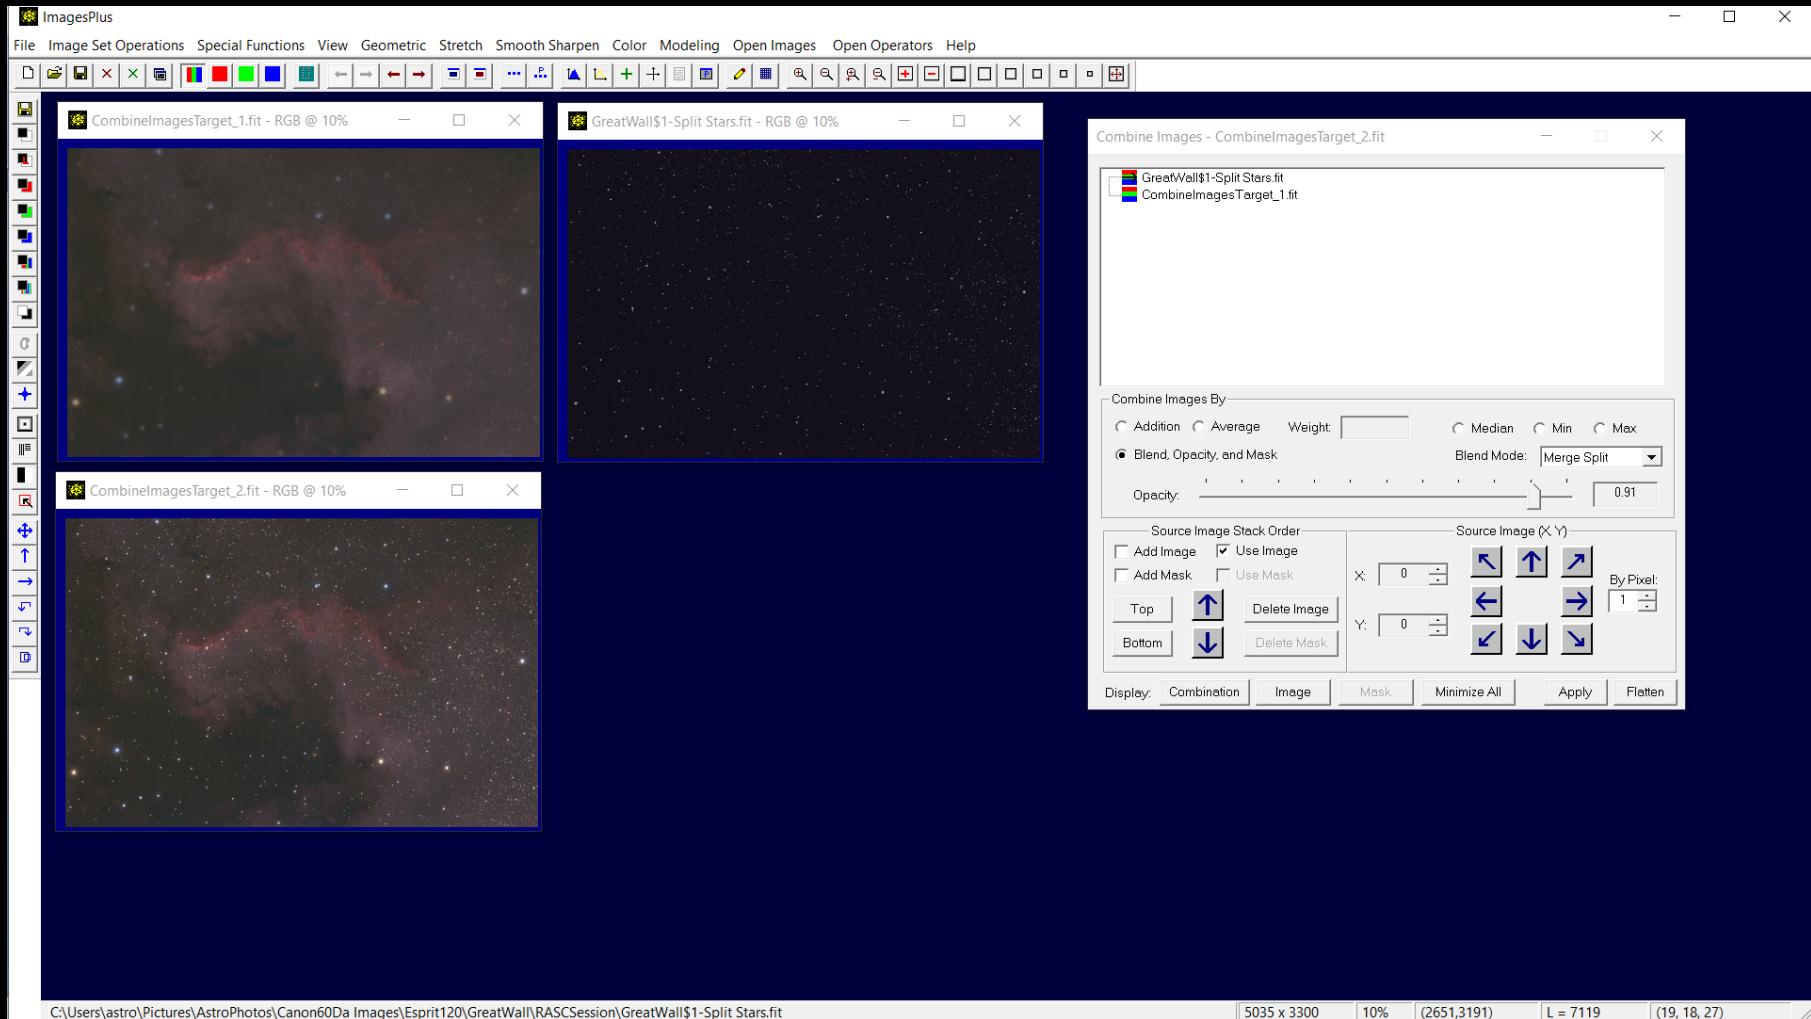 ImagesPlus
File Image Set Operations Special Functions View Geometric Stretch Smooth Sharpen Color Modeling Open Images Open Operators Help
CombineImagesTarget_1.fit - RGB @ 10%
GreatWall$1-Split Stars.fit - RGB @ 10%
Combine Images - CombineImagesTarget_2.fit
GreatWall$1-Split Stars.fit
CombineImagesTarget_1.fit
Combine Images By
Addition Average Weight: Median Min Max
Blend, Opacity, and Mask Blend Mode: Merge Split
Opacity: 0.91
CombineImagesTarget_2.fit - RGB @ 10%
Source Image Stack Order Source Image (X, Y)
Add Image Use Image
Add Mask Use Mask X: 0 By Pixel:
Top Delete Image 1
Y: 0
Bottom Delete Mask
Display: Combination Image Mask Minimize All Apply Flatten
C:\Users\astro\Pictures\AstroPhotos\Canon60Da Images\Esprit120\GreatWall\RASCSession\GreatWall$1-Split Stars.fit 5035 x 3300 10% (2651,3191) L = 7119 (19, 18, 27)